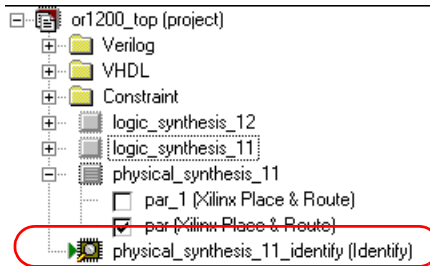 or1200_top (project)
Verilog
VHDL
Constraint
logic_synthesis_12
logic_synthesis_11
physical_synthesis_11
par_1 (Xilinx Place & Route)
par (Xilinx Place & Route)
physical_synthesis_11_identify (Identify)